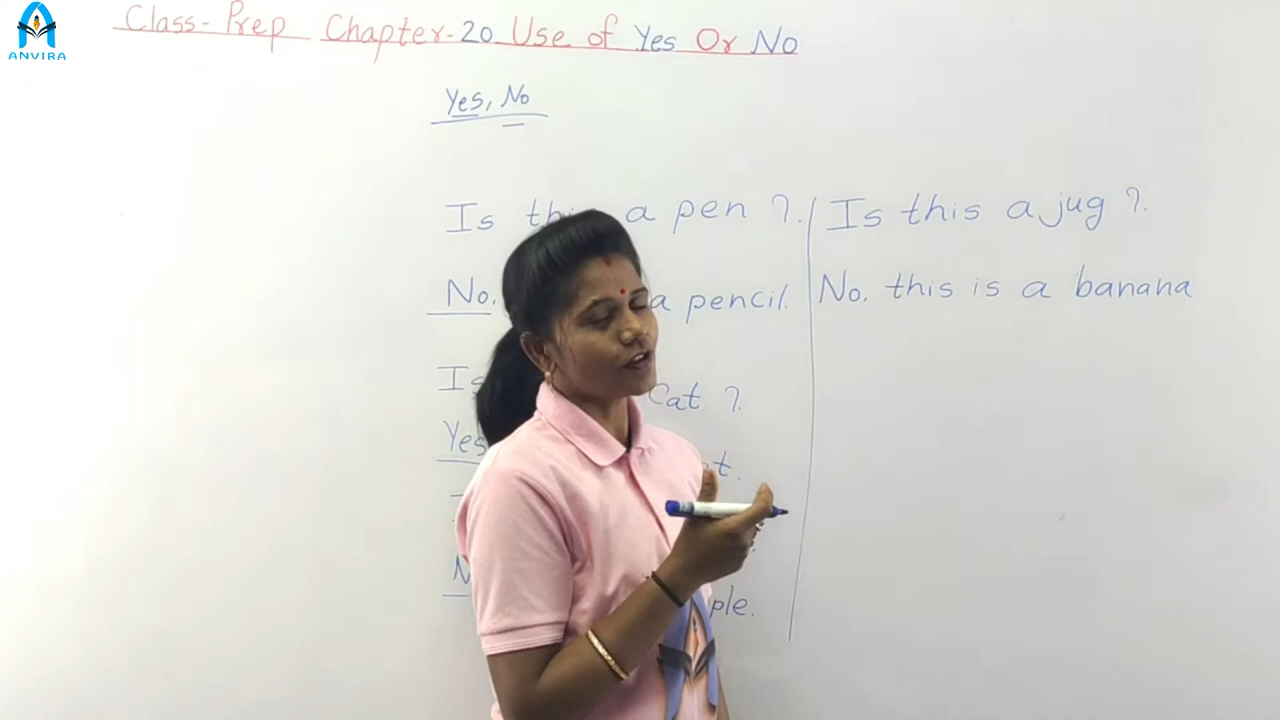 ANVIRA
Class- Prep Chapter-20 Use of Yes Or No
Yes, No
Is this a pen ?
No. a pencil.
Is Cat ?
Yes
Is this a jug ?
No. this is a banana